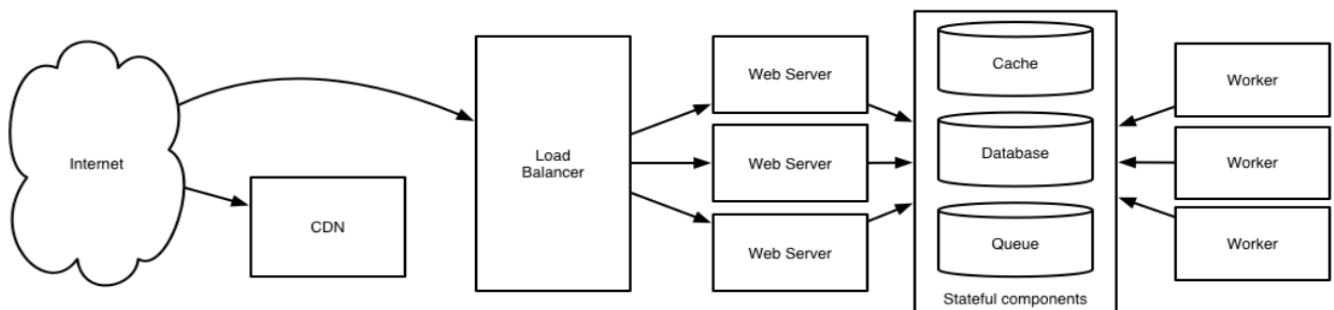 Internet
CDN
Load
Balancer
Web Server
Web Server
Web Server
Cache
Database
Queue
Stateful components
Worker
Worker
Worker